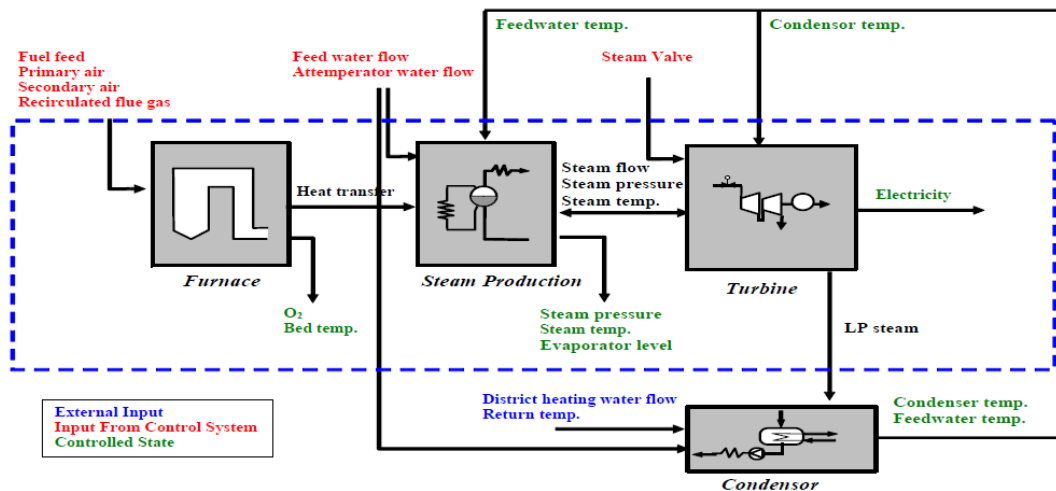 Feedwater temp.
Condensor temp.
Fuel feed
Primary air
Secondary air
Recirculated flue gas
Feed water flow
Attemperator water flow
Steam Valve
Heat transfer
Steam flow
Steam pressure
Steam temp.
Electricity
Furnace
Steam Production
Turbine
O₂
Bed temp.
Steam pressure
Steam temp.
Evaporator level
LP steam
External Input
Input From Control System
Controlled State
District heating water flow
Return temp.
Condenser temp.
Feedwater temp.
Condensor